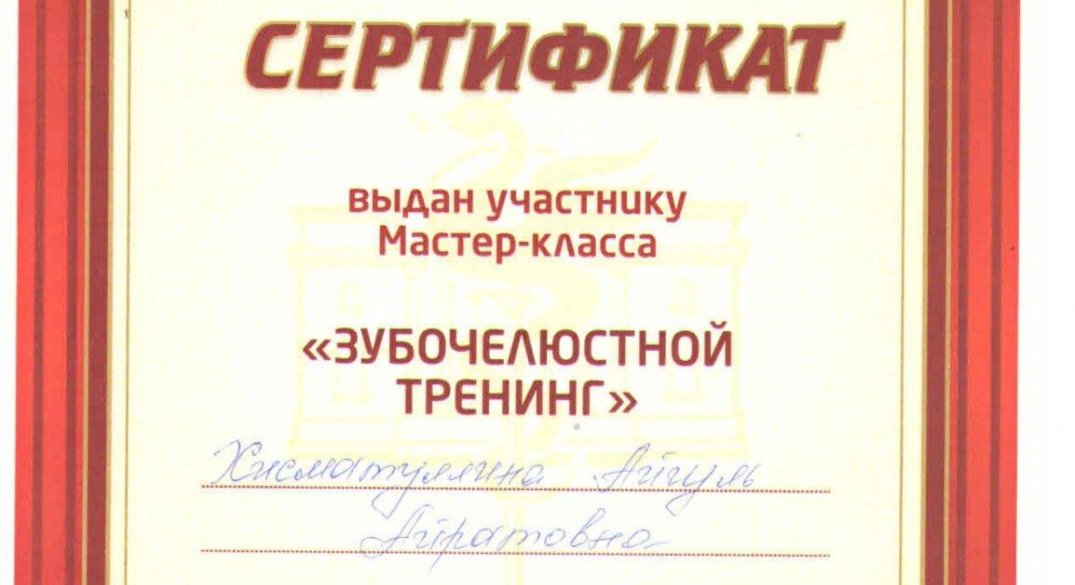 СЕРТИФИКАТ
выдан участнику
Мастер-класса
«ЗУБОЧЕЛЮСТНОЙ
ТРЕНИНГ»
Хисматуллина Айгуль
Айратовна